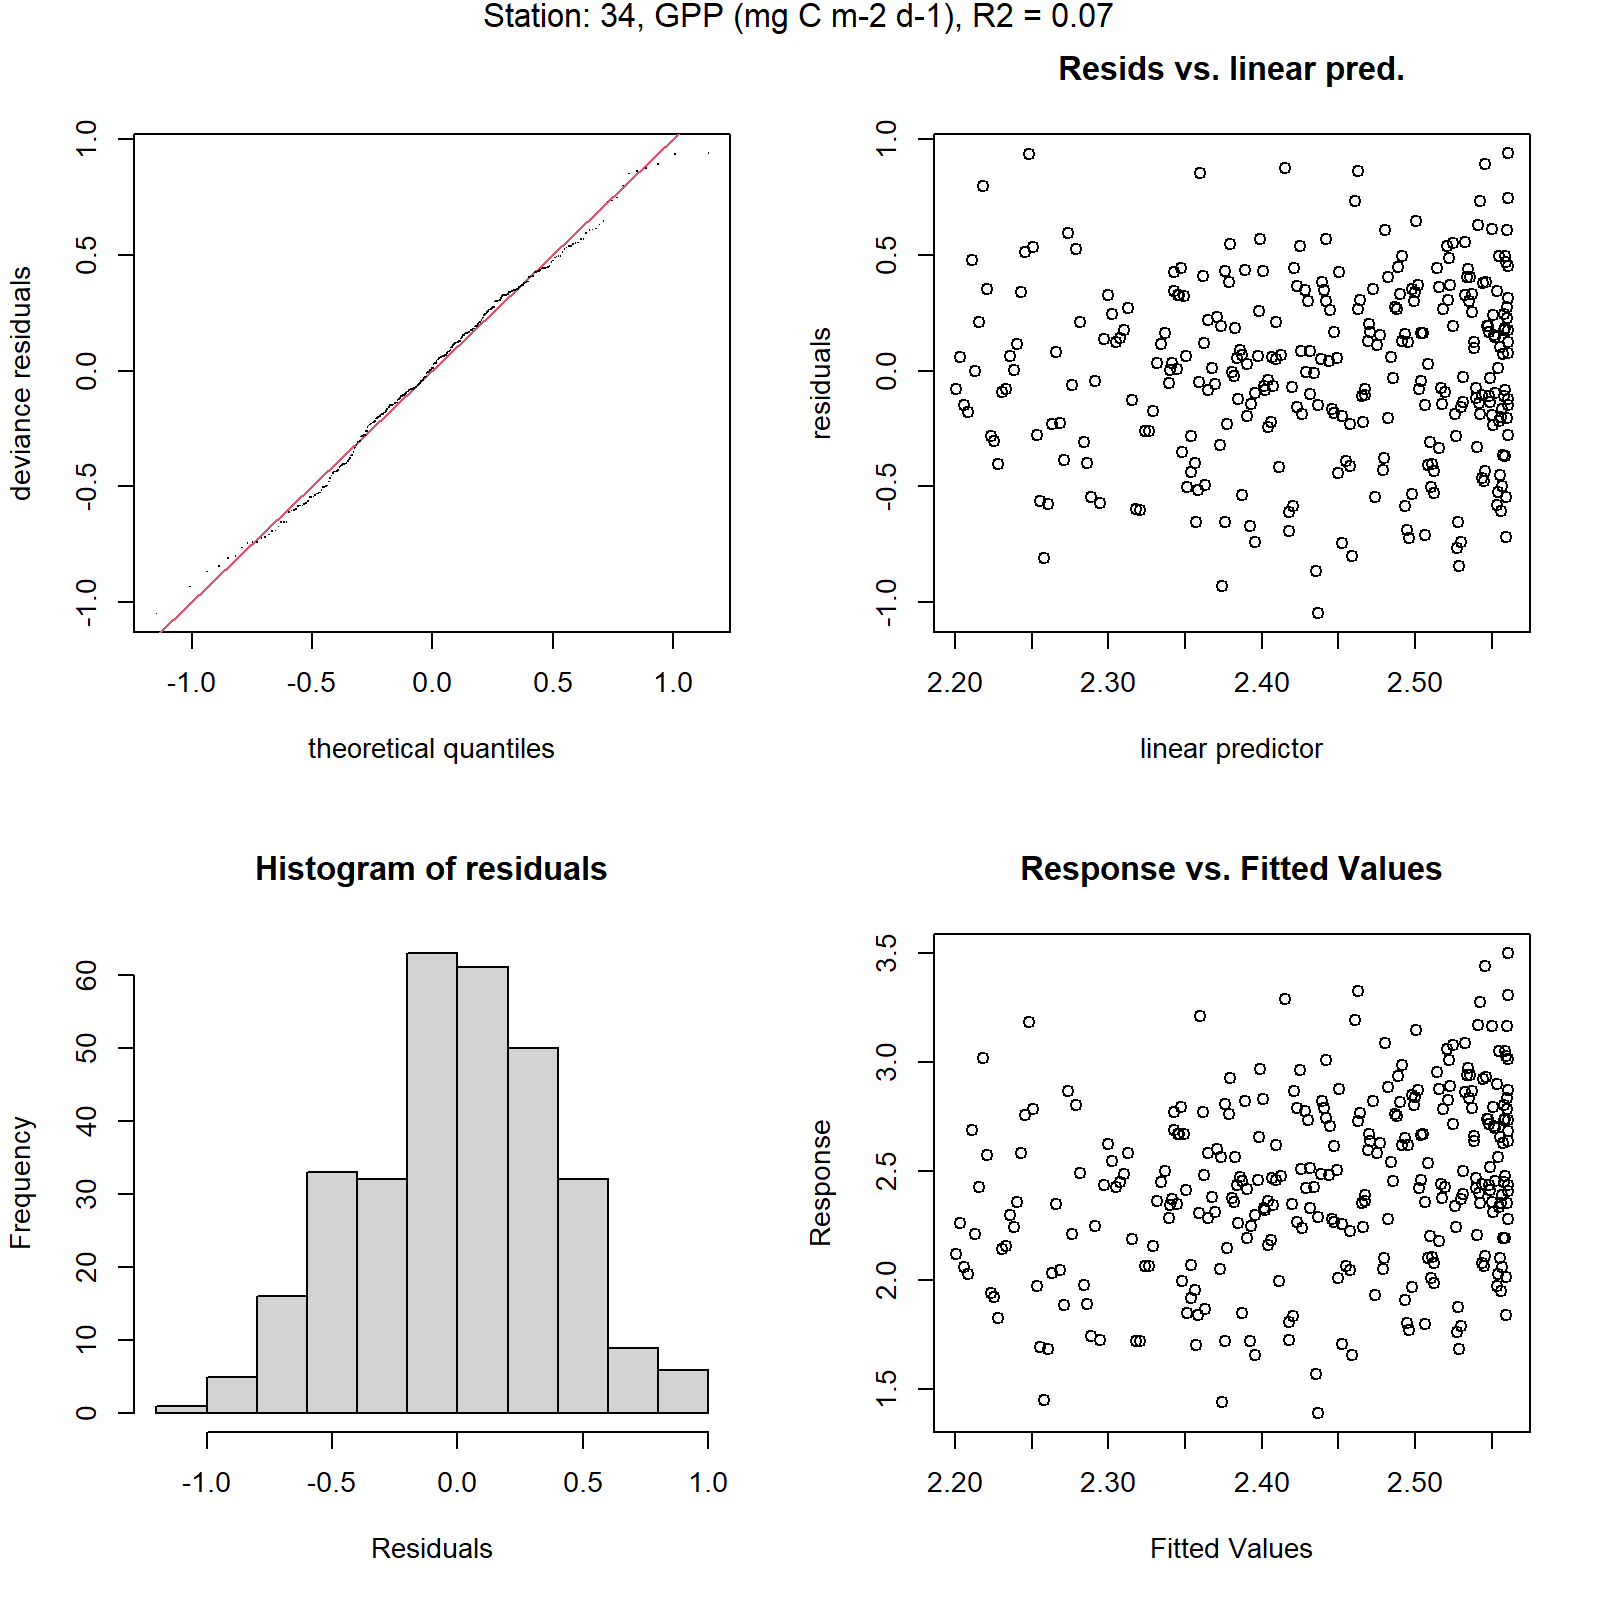 Station: 34, GPP (mg C m-2 d-1), R2 = 0.07
deviance residuals
1.0
0.5
0.0
-0.5
-1.0
-1.0 -0.5 0.0 0.5 1.0
theoretical quantiles
Resids vs. linear pred.
residuals
1.0
0.5
0.0
-0.5
-1.0
2.20 2.30 2.40 2.50
linear predictor
Histogram of residuals
Frequency
60
50
40
30
20
10
0
-1.0 -0.5 0.0 0.5 1.0
Residuals
Response vs. Fitted Values
Response
3.5
3.0
2.5
2.0
1.5
2.20 2.30 2.40 2.50
Fitted Values